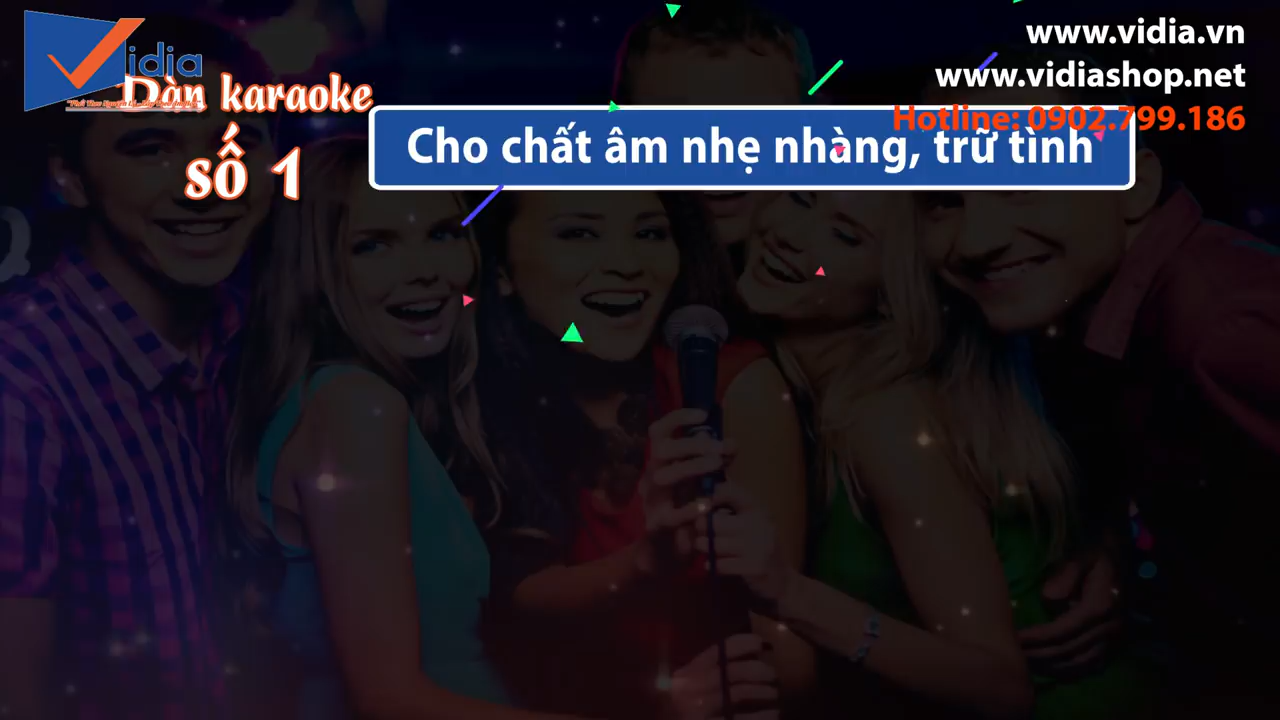 Vidia
www.vidia.vn
www.vidiashop.net
Hotline: 0902.799.186
Dàn karaoke
số 1
Cho chất âm nhẹ nhàng, trữ tình